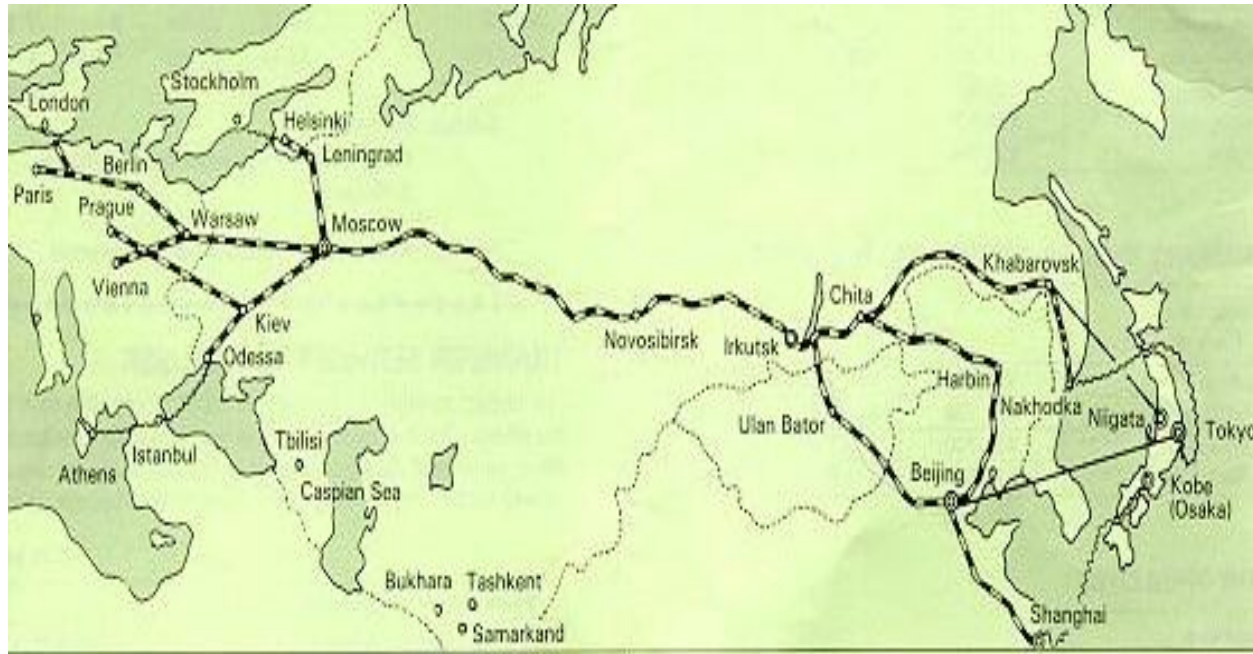 Stockholm
London
Helsinki
Leningrad
Berlin
Paris
Prague
Warsaw
Moscow
Vienna
Kiev
Odessa
Khabarovsk
Chita
Novosibirsk
Irkutsk
Harbin
Nakhodka
Ulan Bator
Niigata
Tokyo
Athens
Istanbul
Tbilisi
Caspian Sea
Beijing
Kobe
(Osaka)
Bukhara
Tashkent
Samarkand
Shanghai